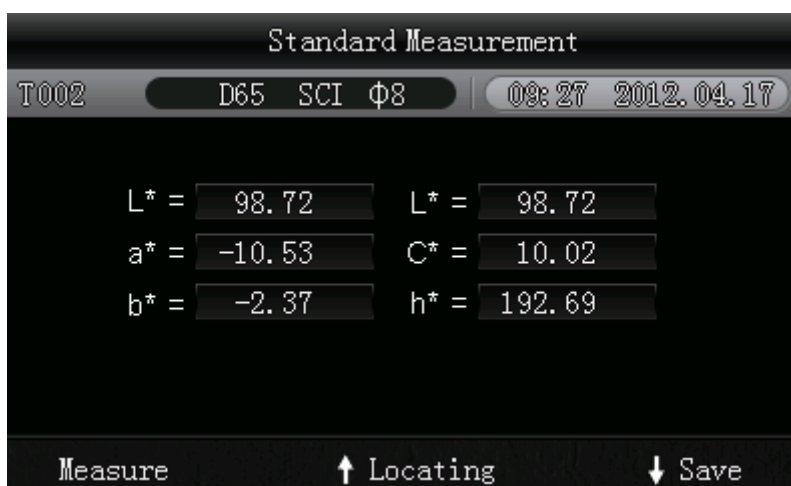 Standard Measurement
T002 D65 SCI Φ8 09:27 2012.04.17
L* = 98.72 L* = 98.72
a* = -10.53 C* = 10.02
b* = -2.37 h* = 192.69
Measure ↑ Locating ↓ Save